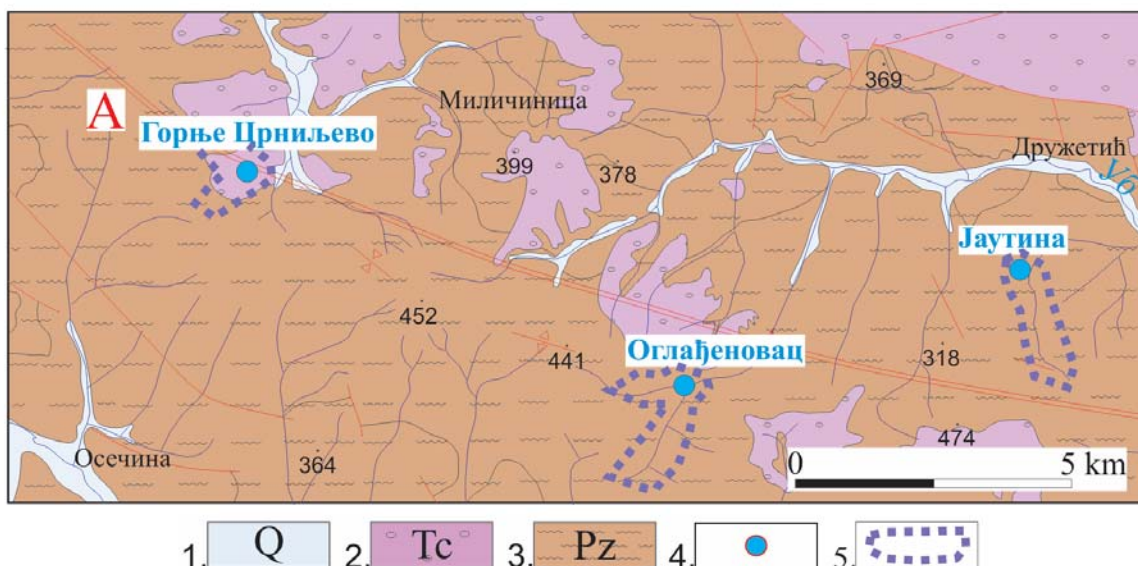 369
А
Миличиница
Горње Црниљево
Дружетић
399
378
Уб
Јаутина
452
441
Оглађеновац
318
Осечина
364
474
0
5 km
1. Q 2. Tc 3. Pz 4. 5.